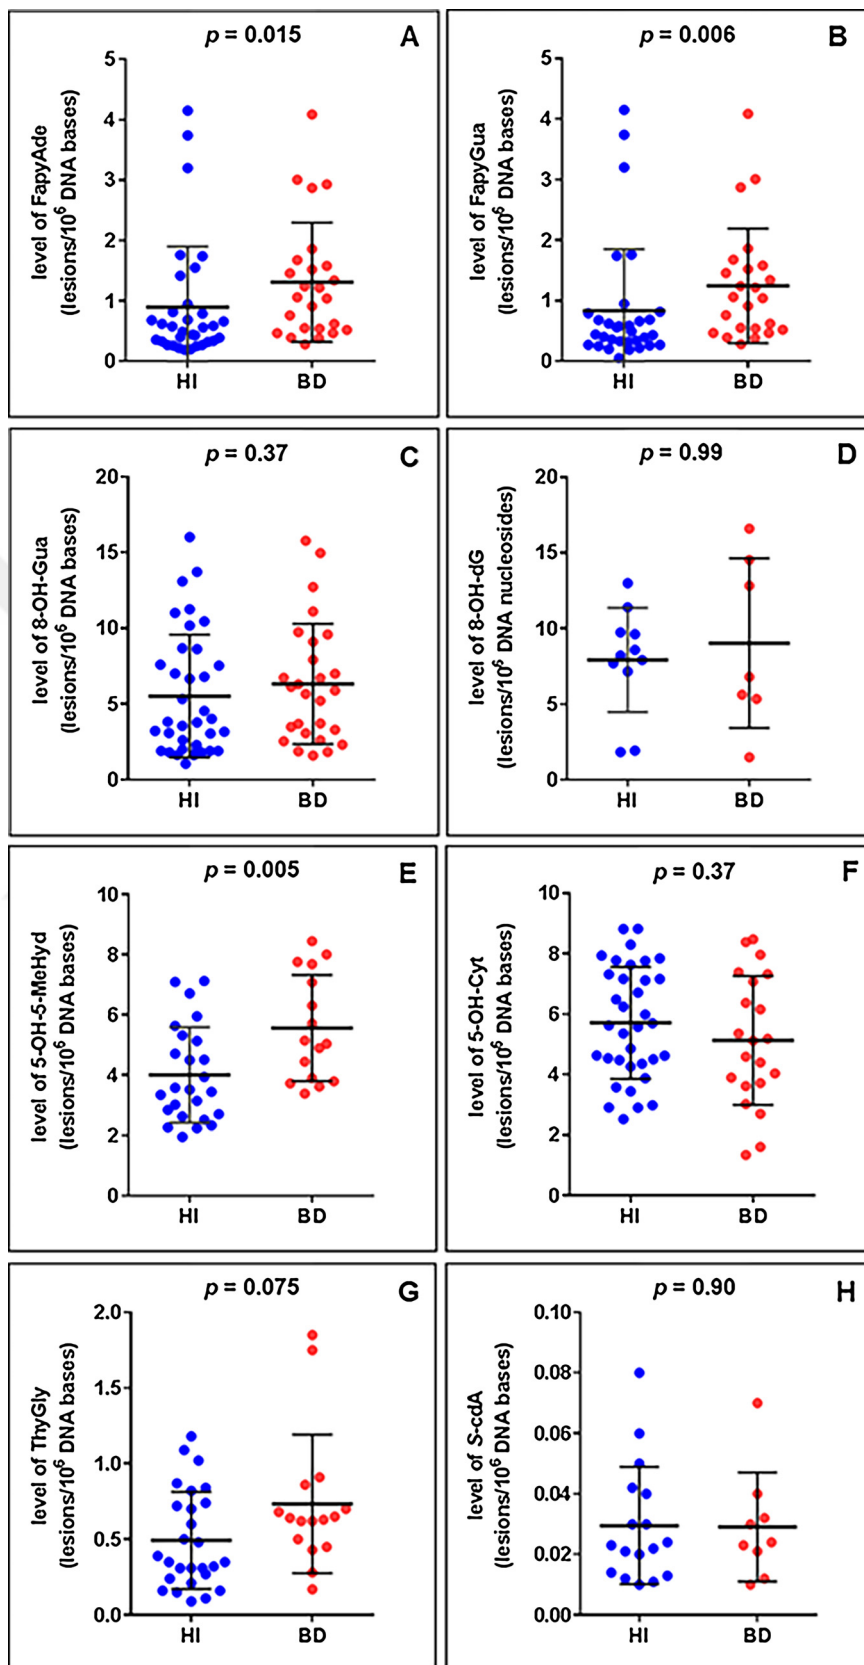 p = 0.015
A
level of FapyAde
(lesions/10⁶ DNA bases)
5
4
3
2
1
0
HI
BD
p = 0.006
B
level of FapyGua
(lesions/10⁶ DNA bases)
5
4
3
2
1
0
HI
BD
p = 0.37
C
level of 8-OH-Gua
(lesions/10⁶ DNA bases)
20
15
10
5
0
HI
BD
p = 0.99
D
level of 8-OH-dG
(lesions/10⁶ DNA nucleosides)
20
15
10
5
0
HI
BD
p = 0.005
E
level of 5-OH-5-MeHyd
(lesions/10⁶ DNA bases)
10
8
6
4
2
0
HI
BD
p = 0.37
F
level of 5-OH-Cyt
(lesions/10⁶ DNA bases)
10
8
6
4
2
0
HI
BD
p = 0.075
G
level of ThyGly
(lesions/10⁶ DNA bases)
2.0
1.5
1.0
0.5
0.0
HI
BD
p = 0.90
H
level of S-cdA
(lesions/10⁶ DNA bases)
0.10
0.08
0.06
0.04
0.02
0.00
HI
BD